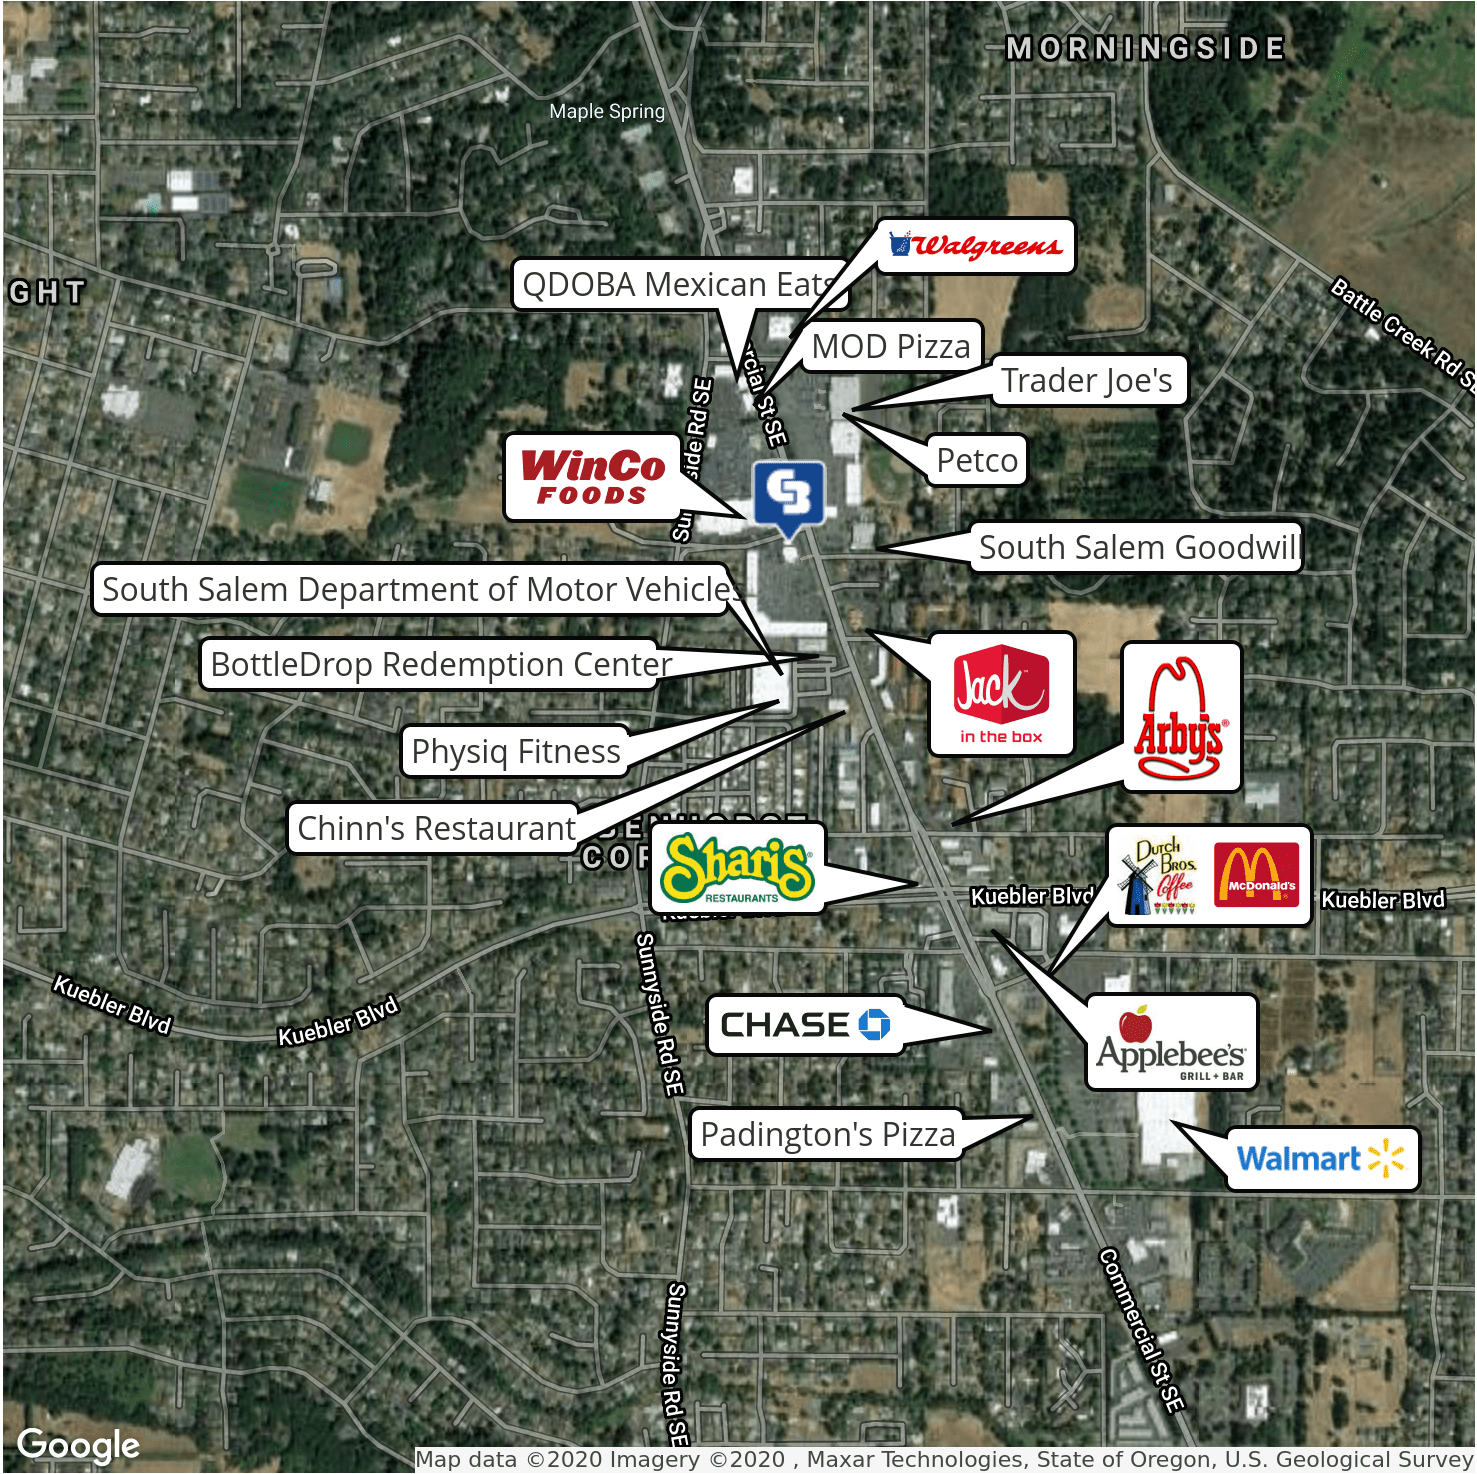 MORNINGSIDE
Maple Spring
Walgreens
QDOBA Mexican Eats
GHT
Battle Creek Rd S
MOD Pizza
rcial St SE
Trader Joe's
side Rd SE
WinCo
FOODS
Petco
Su
South Salem Goodwill
South Salem Department of Motor Vehicles
BottleDrop Redemption Center
Jack
in the box
Arby's
Physiq Fitness
Chinn's Restaurant
COR
Sharis
RESTAURANTS
Dutch
Bros.
Coffee
McDonald's
Kuebler Blvd
Kuebler Blvd
Sunnyside Rd SE
Kuebler Blvd
Kuebler Blvd
CHASE
Applebee's
GRILL + BAR
Padington's Pizza
Walmart
Commercial St SE
Sunnyside Rd SE
Google
Map data ©2020 Imagery ©2020 , Maxar Technologies, State of Oregon, U.S. Geological Survey